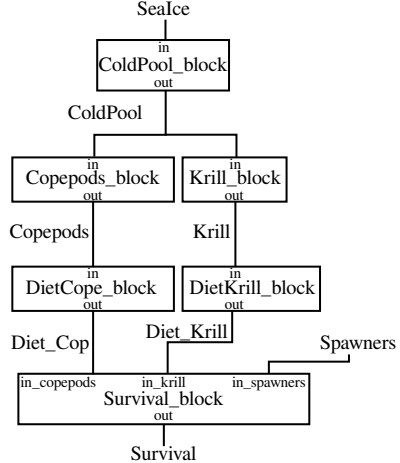 SeaIce
in
ColdPool_block
out
ColdPool
in in
Copepods_block Krill_block
out out
Copepods Krill
in in
DietCope_block DietKrill_block
out out
Diet_Cop Diet_Krill Spawners
in_copepods in_krill in_spawners
Survival_block
out
Survival